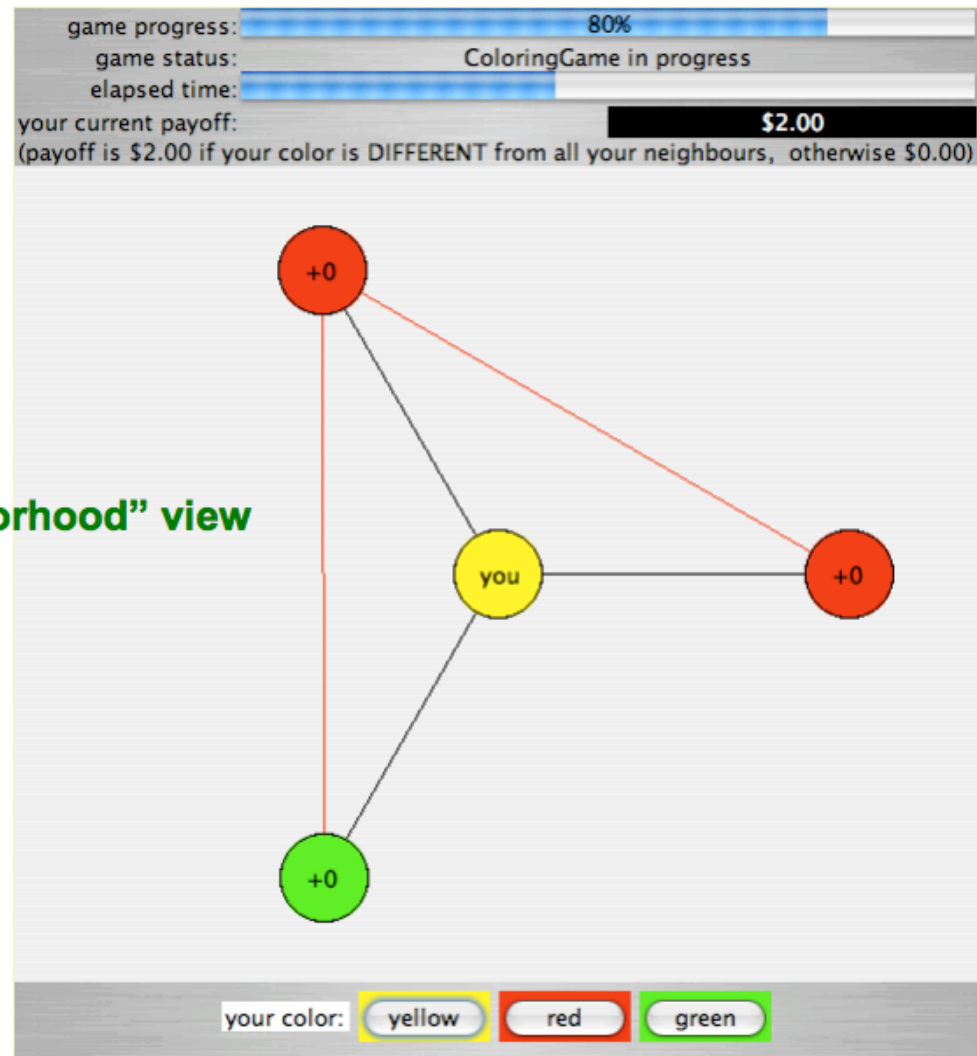 game progress: 80%
game status: ColoringGame in progress
elapsed time:
your current payoff: $2.00
(payoff is $2.00 if your color is DIFFERENT from all your neighbours, otherwise $0.00)
+0
orhood” view
you +0
+0
your color: yellow red green